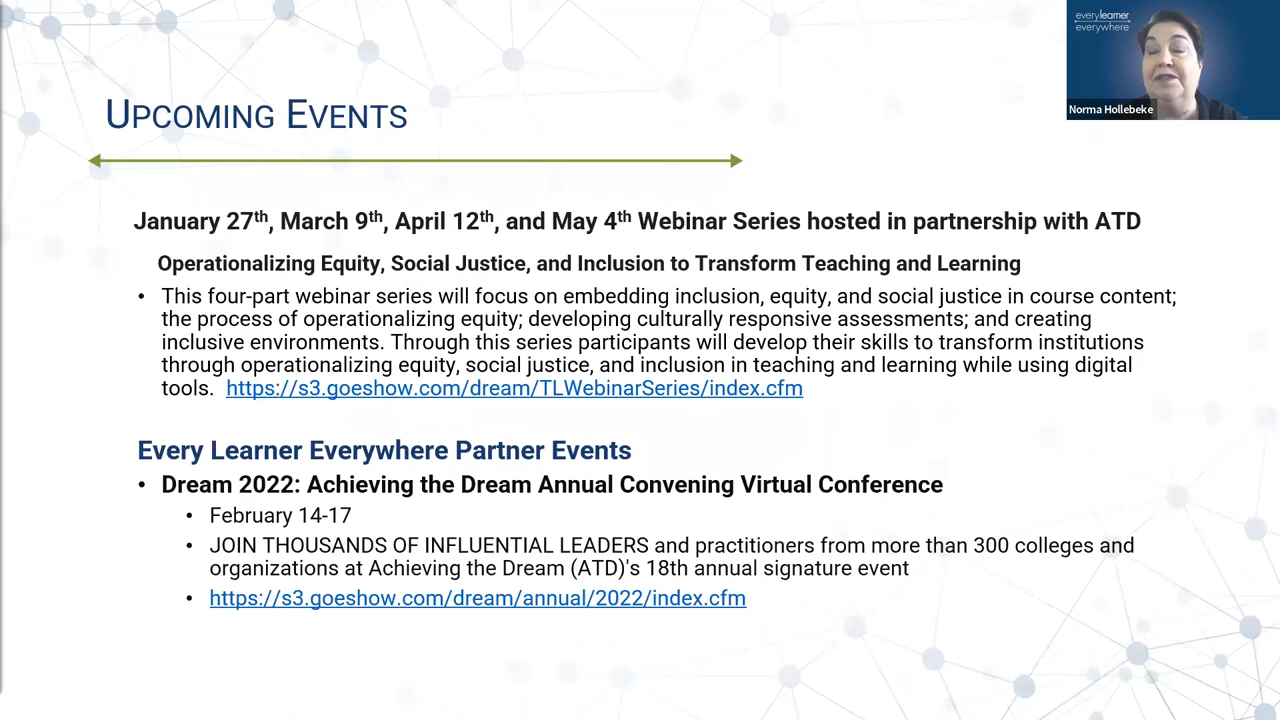 everylearner
everywhere
Norma Hollebeke
UPCOMING EVENTS
January 27th, March 9th, April 12th, and May 4th Webinar Series hosted in partnership with ATD
Operationalizing Equity, Social Justice, and Inclusion to Transform Teaching and Learning
• This four-part webinar series will focus on embedding inclusion, equity, and social justice in course content;
the process of operationalizing equity; developing culturally responsive assessments; and creating
inclusive environments. Through this series participants will develop their skills to transform institutions
through operationalizing equity, social justice, and inclusion in teaching and learning while using digital
tools. https://s3.goeshow.com/dream/TLWebinarSeries/index.cfm
Every Learner Everywhere Partner Events
• Dream 2022: Achieving the Dream Annual Convening Virtual Conference
• February 14-17
• JOIN THOUSANDS OF INFLUENTIAL LEADERS and practitioners from more than 300 colleges and
organizations at Achieving the Dream (ATD)'s 18th annual signature event
• https://s3.goeshow.com/dream/annual/2022/index.cfm